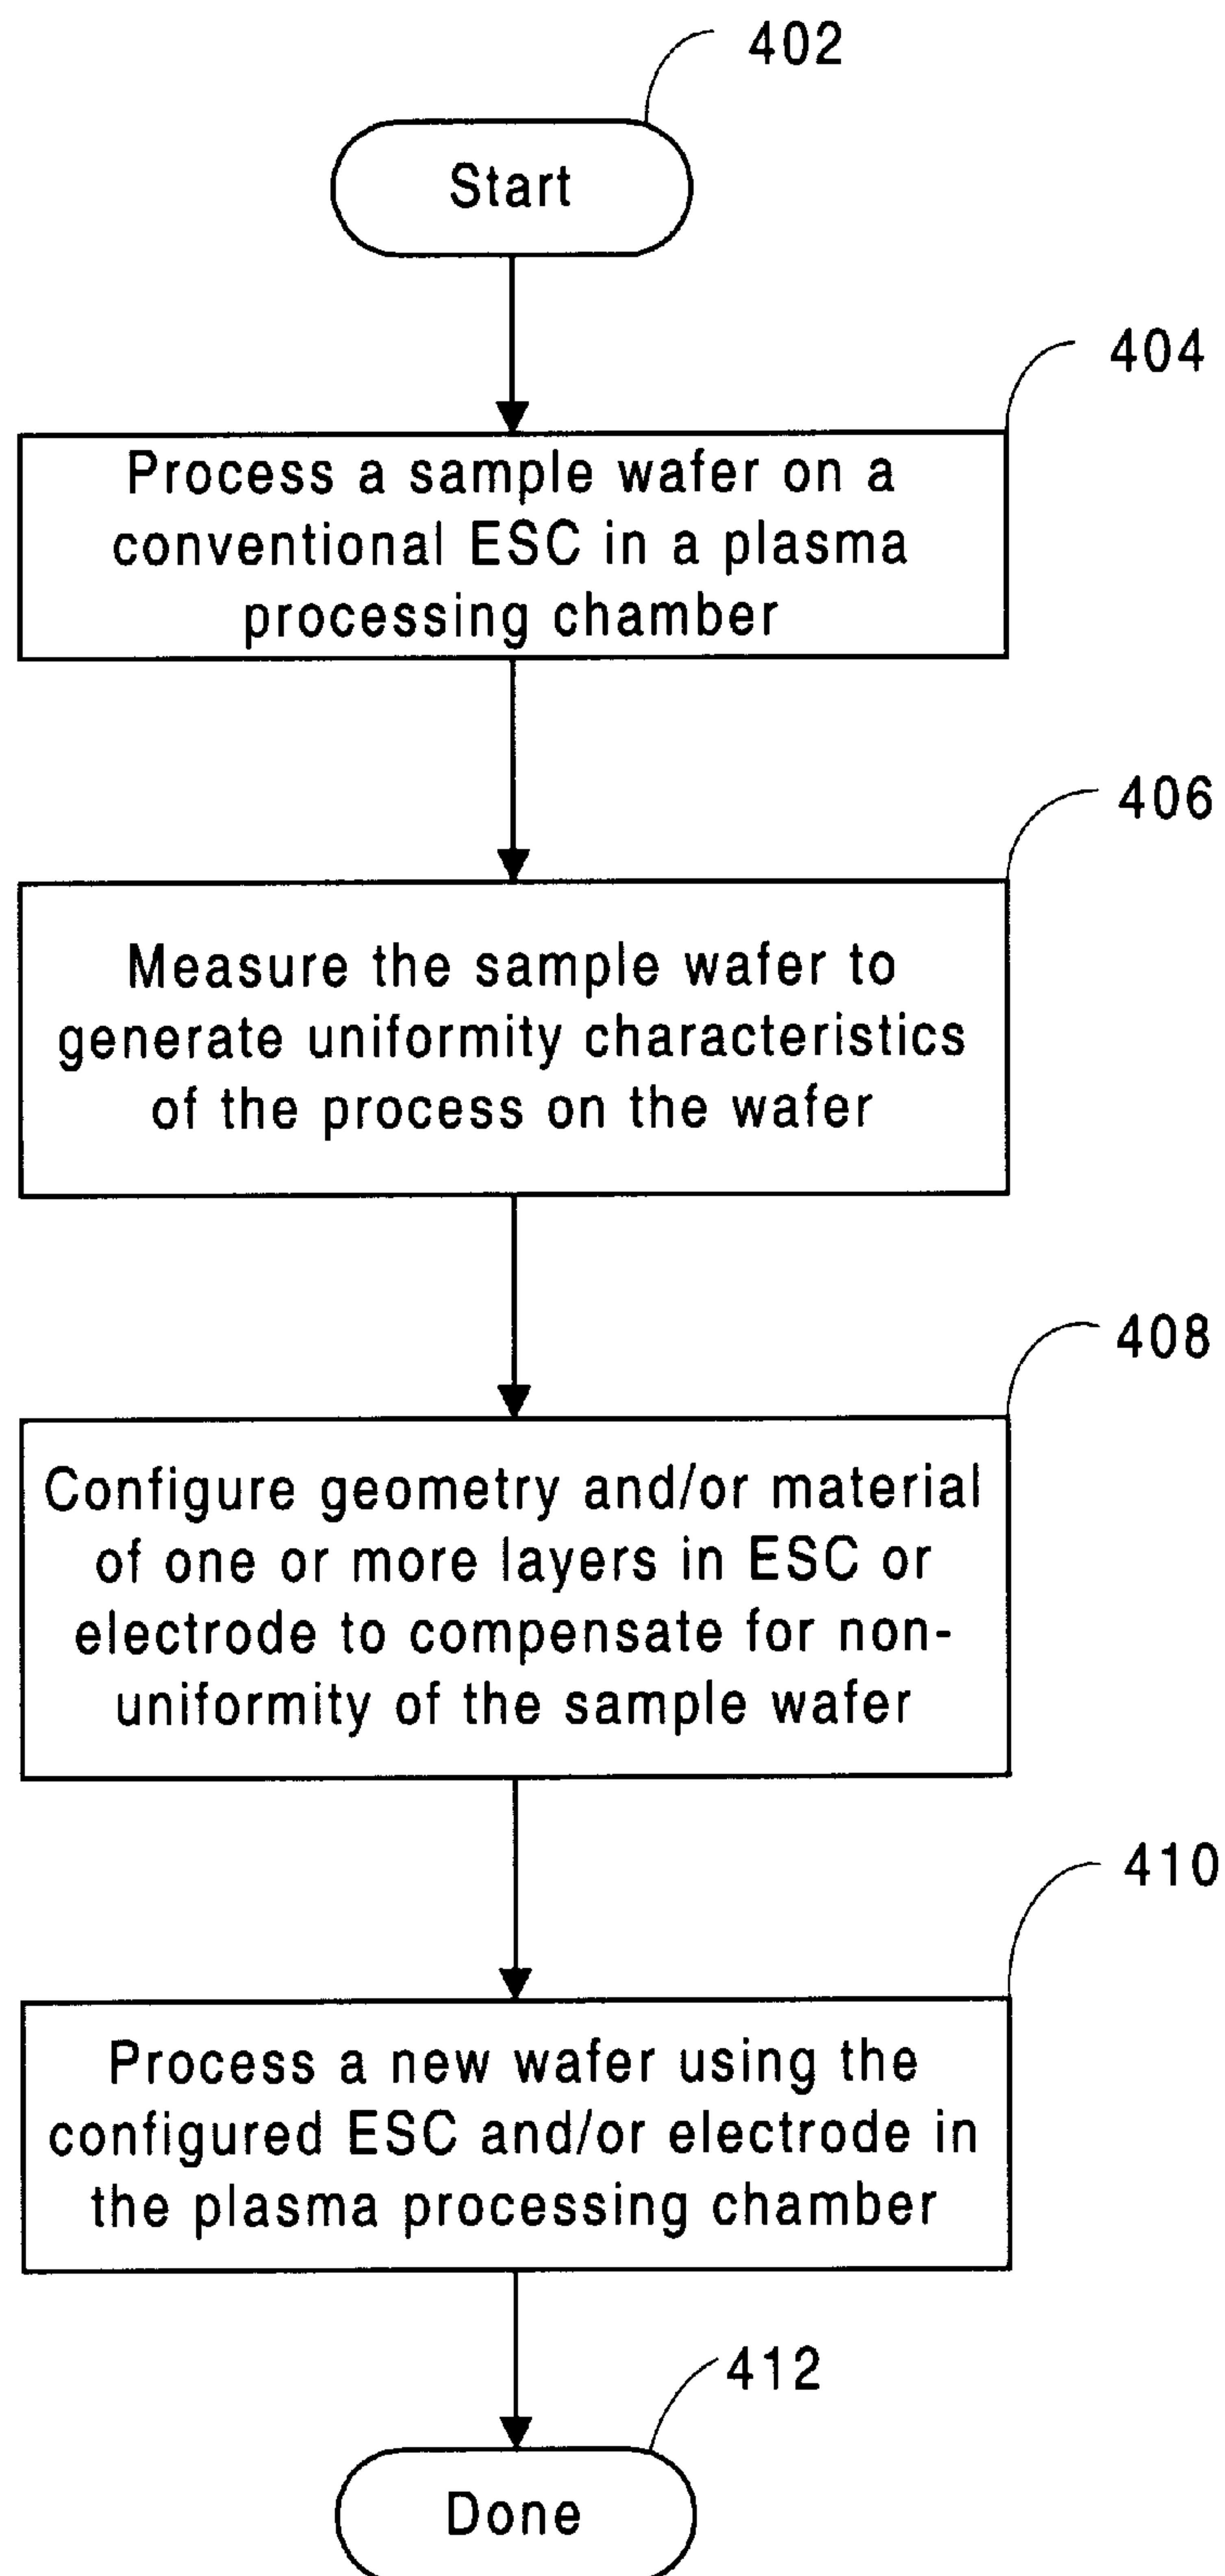 402
Start
404
Process a sample wafer on a
conventional ESC in a plasma
processing chamber
406
Measure the sample wafer to
generate uniformity characteristics
of the process on the wafer
408
Configure geometry and/or material
of one or more layers in ESC or
electrode to compensate for non-
uniformity of the sample wafer
410
Process a new wafer using the
configured ESC and/or electrode in
the plasma processing chamber
412
Done